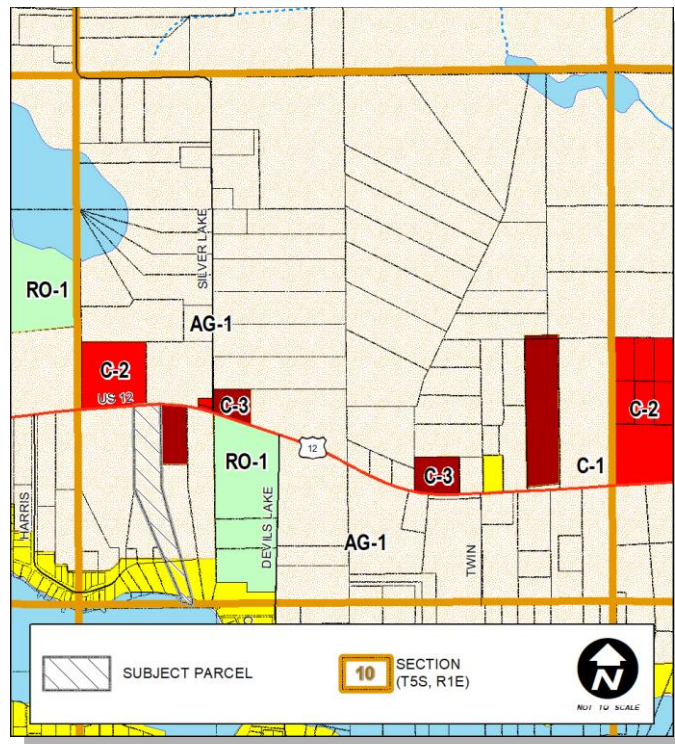 SILVER LAKE
RO-1
AG-1
C-2
US 12
C-3
C-2
RO-1
12
C-3
C-1
HARRIS
DEVILS LAKE
AG-1
TWIN
SUBJECT PARCEL
10
SECTION
(T5S, R1E)
N
NOT TO SCALE